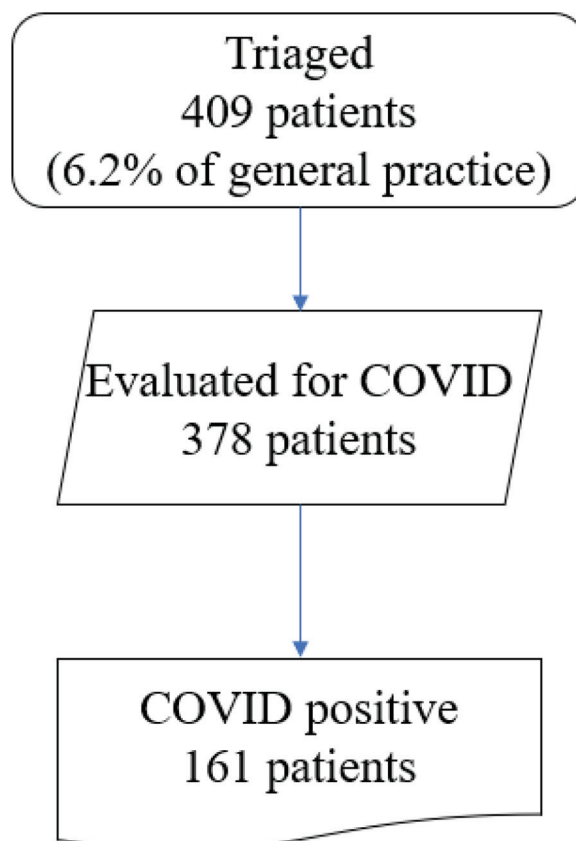 Triaged
409 patients
(6.2% of general practice)
Evaluated for COVID
378 patients
COVID positive
161 patients